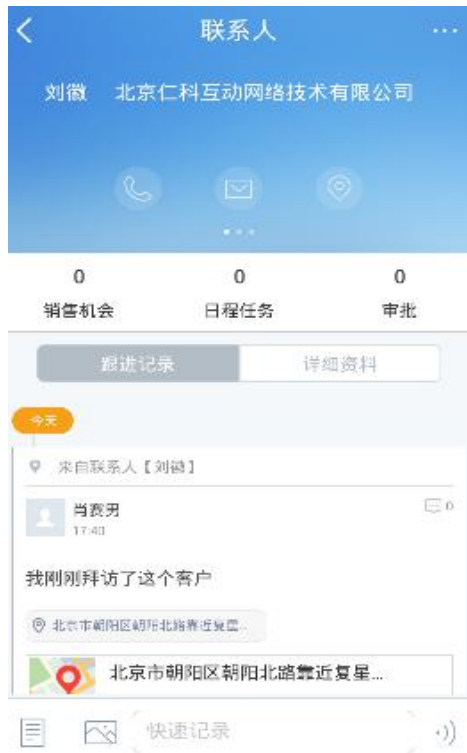 联系人
刘徽 北京仁科互动网络技术有限公司
0 0 0
销售机会 日程任务 审批
跟进记录 详细资料
今天
来自联系人【刘徽】
肖赛男 0
17:40
我刚刚拜访了这个客户
北京市朝阳区朝阳北路靠近复星...
北京市朝阳区朝阳北路靠近复星...
快速记录